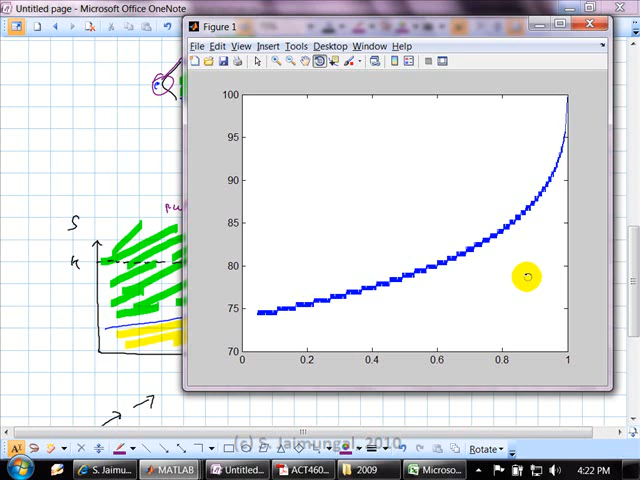 Untitled page - Microsoft Office OneNote
Figure 1
File Edit View Insert Tools Desktop Window Help
100
95
90
85
80
75
70
0 0.2 0.4 0.6 0.8 1
S
K
(c) S. Jaimungal, 2010
Rotate
S. Jaimu...
MATLAB
Untitled...
ACT460...
2009
Microso...
4:22 PM